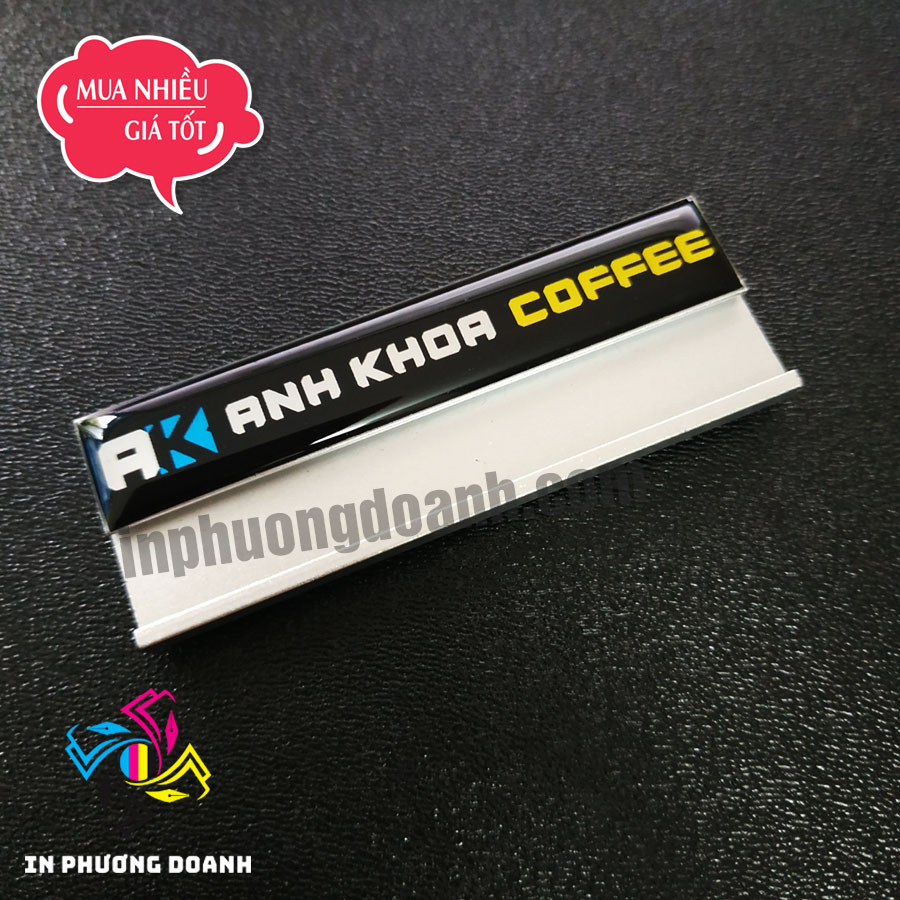 MUA NHIỀU
GIÁ TỐT
AK ANH KHOA COFFEE
inphuongdoanh.com
IN PHƯƠNG DOANH